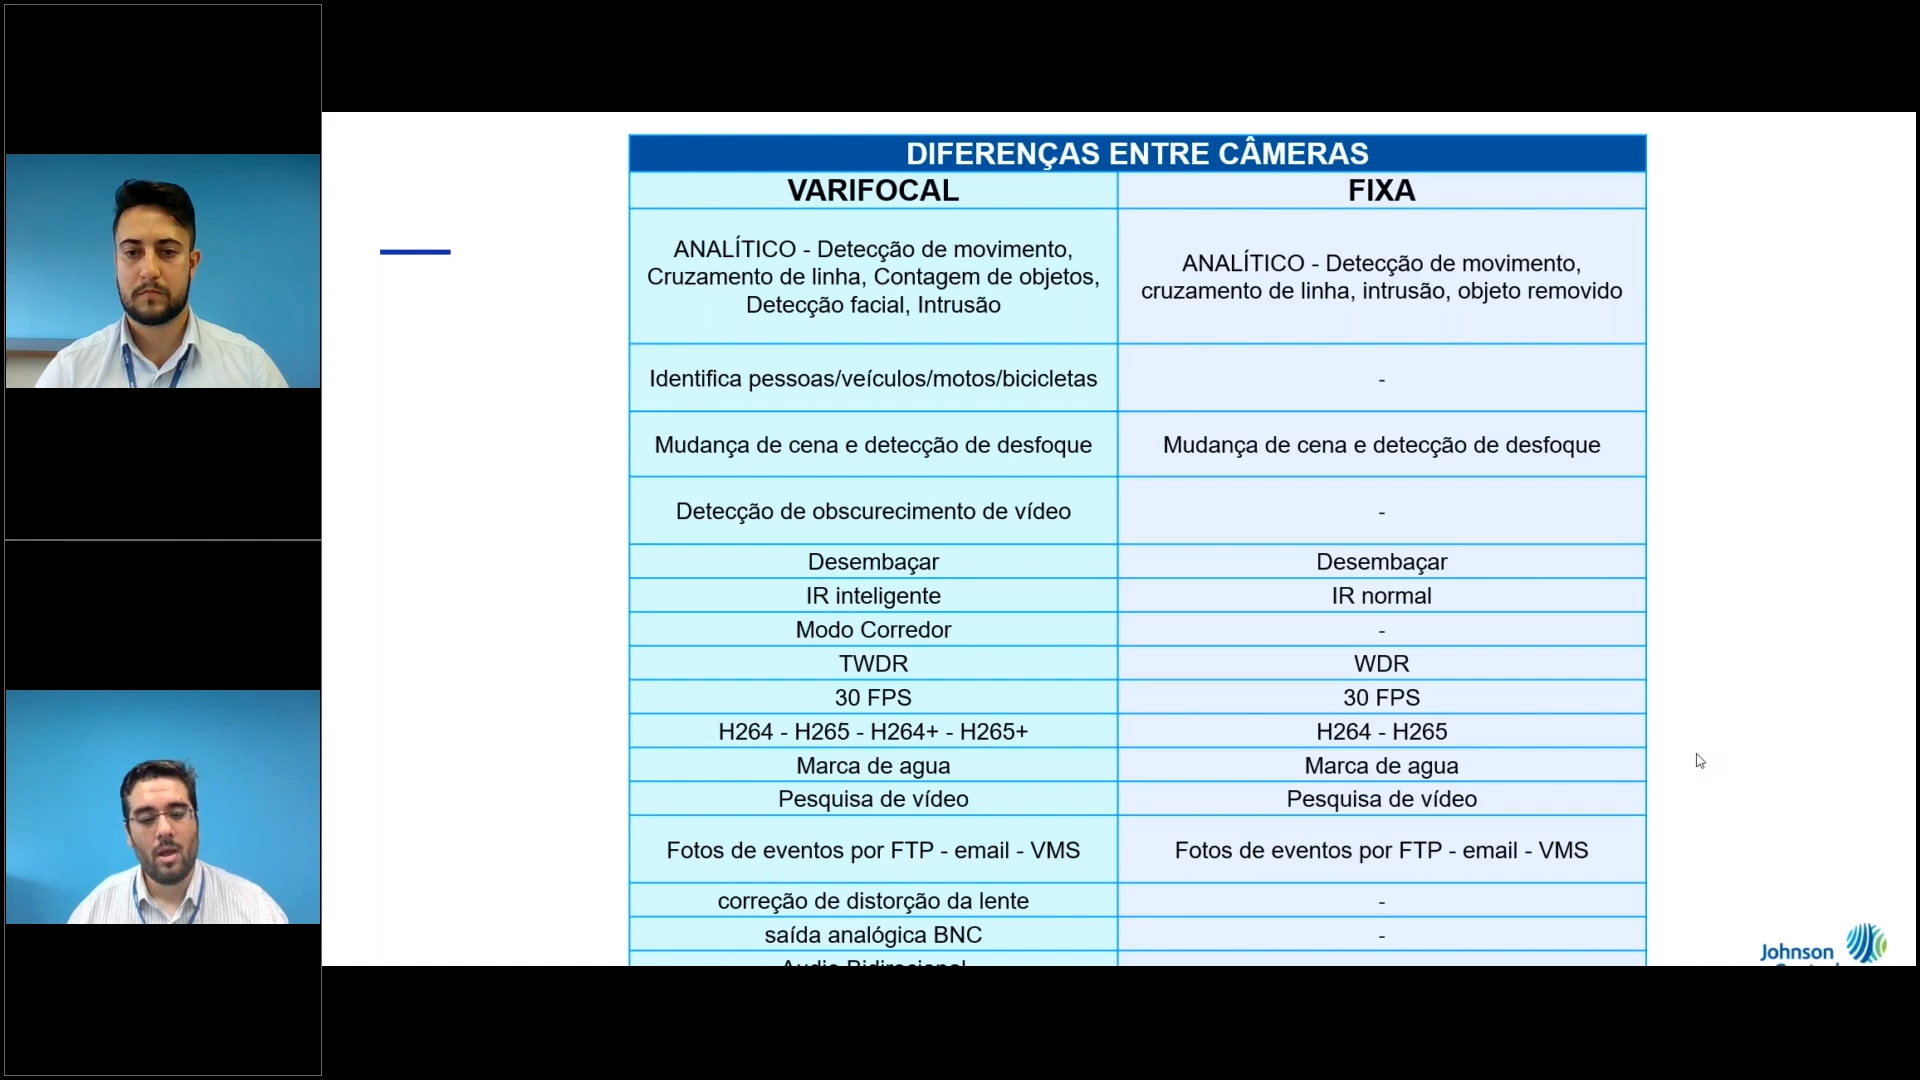 DIFERENÇAS ENTRE CÂMERAS
VARIFOCAL
FIXA
ANALÍTICO - Detecção de movimento,
Cruzamento de linha, Contagem de objetos,
Detecção facial, Intrusão
ANALÍTICO - Detecção de movimento,
cruzamento de linha, intrusão, objeto removido
Identifica pessoas/veículos/motos/bicicletas
-
Mudança de cena e detecção de desfoque
Mudança de cena e detecção de desfoque
Detecção de obscurecimento de vídeo
-
Desembaçar
Desembaçar
IR inteligente
IR normal
Modo Corredor
-
TWDR
WDR
30 FPS
30 FPS
H264 - H265 - H264+ - H265+
H264 - H265
Marca de agua
Marca de agua
Pesquisa de vídeo
Pesquisa de vídeo
Fotos de eventos por FTP - email - VMS
Fotos de eventos por FTP - email - VMS
correção de distorção da lente
-
saída analógica BNC
-
Johnson